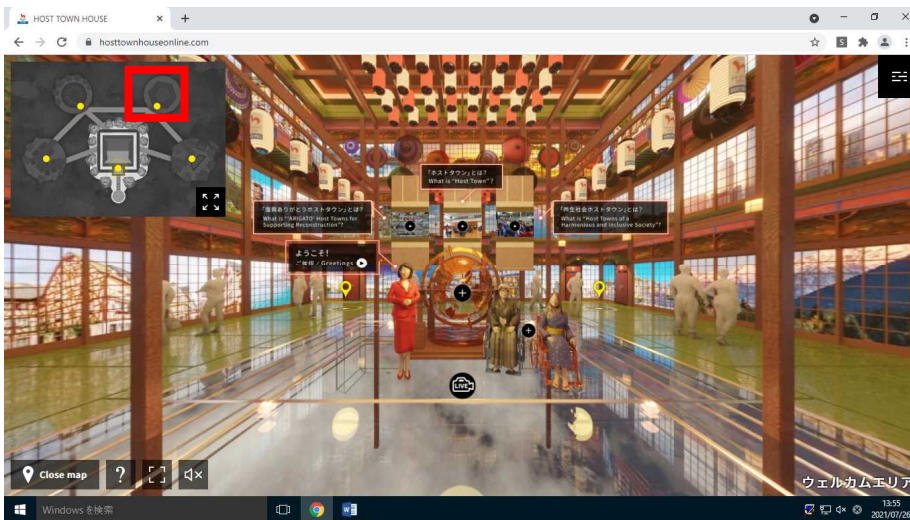 HOST TOWN HOUSE
hosttownhouseonline.com
「ホストタウン」とは?
What is "Host Town"?
「復興ありがとうホストタウン」とは?
What is "'ARIGATO' Host Towns for
Supporting Reconstruction"?
「共生社会ホストタウン」とは?
What is "Host Towns of a
Harmonious and Inclusive Society"?
ようこそ!
ご挨拶 / Greetings
LIVE
Close map
?
ウェルカムエリア
Windows を検索
13:55
2021/07/26